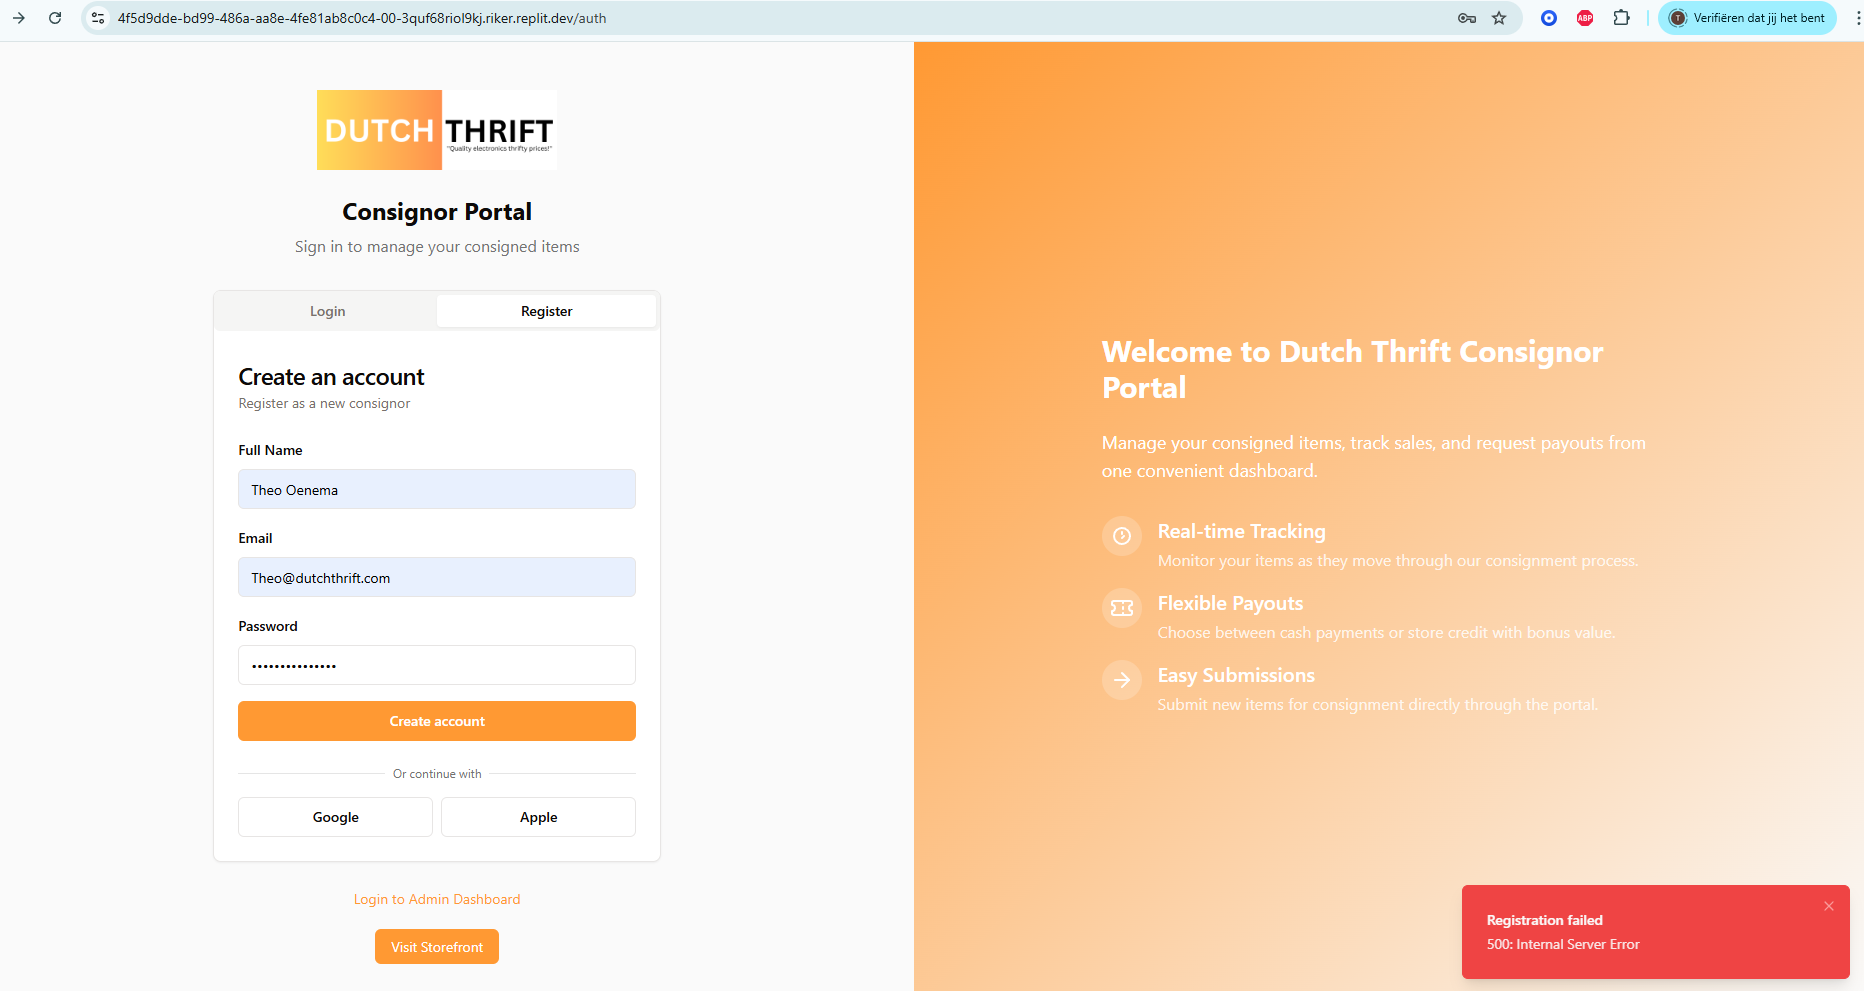 4f5d9dde-bd99-486a-aa8e-4fe81ab8c0c4-00-3quf68riol9kj.riker.replit.dev/auth
ABP
T
Verifiëren dat jij het bent
DUTCH THRIFT
"Quality electronics thrifty prices!"
Consignor Portal
Sign in to manage your consigned items
Login
Register
Create an account
Register as a new consignor
Full Name
Theo Oenema
Email
Theo@dutchthrift.com
Password
•••••••••••••••
Create account
Or continue with
Google
Apple
Login to Admin Dashboard
Visit Storefront
Welcome to Dutch Thrift Consignor
Portal
Manage your consigned items, track sales, and request payouts from
one convenient dashboard.
Real-time Tracking
Monitor your items as they move through our consignment process.
Flexible Payouts
Choose between cash payments or store credit with bonus value.
Easy Submissions
Submit new items for consignment directly through the portal.
Registration failed
500: Internal Server Error